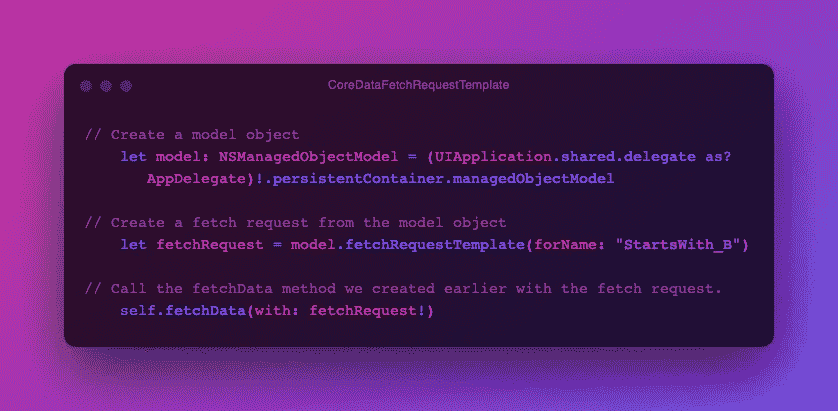 CoreDataFetchRequestTemplate
// Create a model object
let model: NSManagedObjectModel = (UIApplication.shared.delegate as?
AppDelegate)!.persistentContainer.managedObjectModel
// Create a fetch request from the model object
let fetchRequest = model.fetchRequestTemplate(forName: "StartsWith_B")
// Call the fetchData method we created earlier with the fetch request.
self.fetchData(with: fetchRequest!)